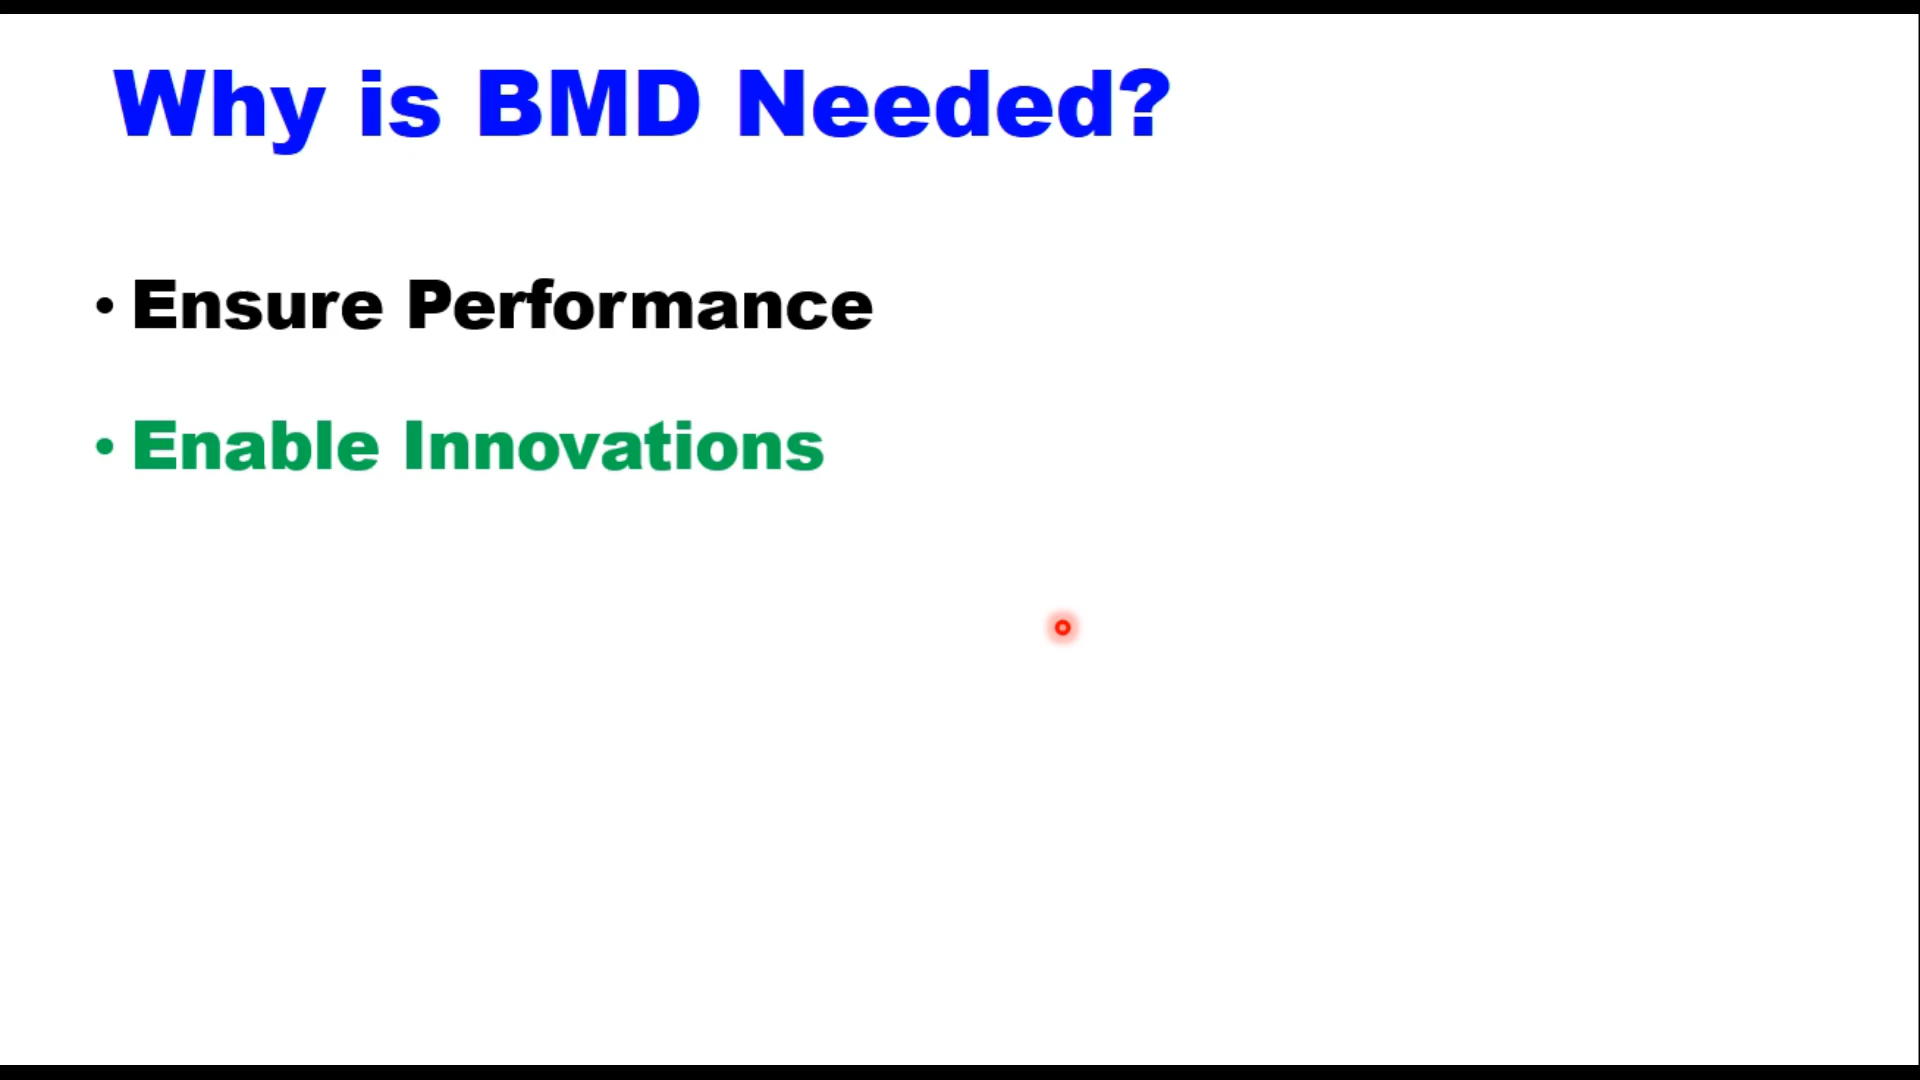 Why is BMD Needed?
• Ensure Performance
• Enable Innovations